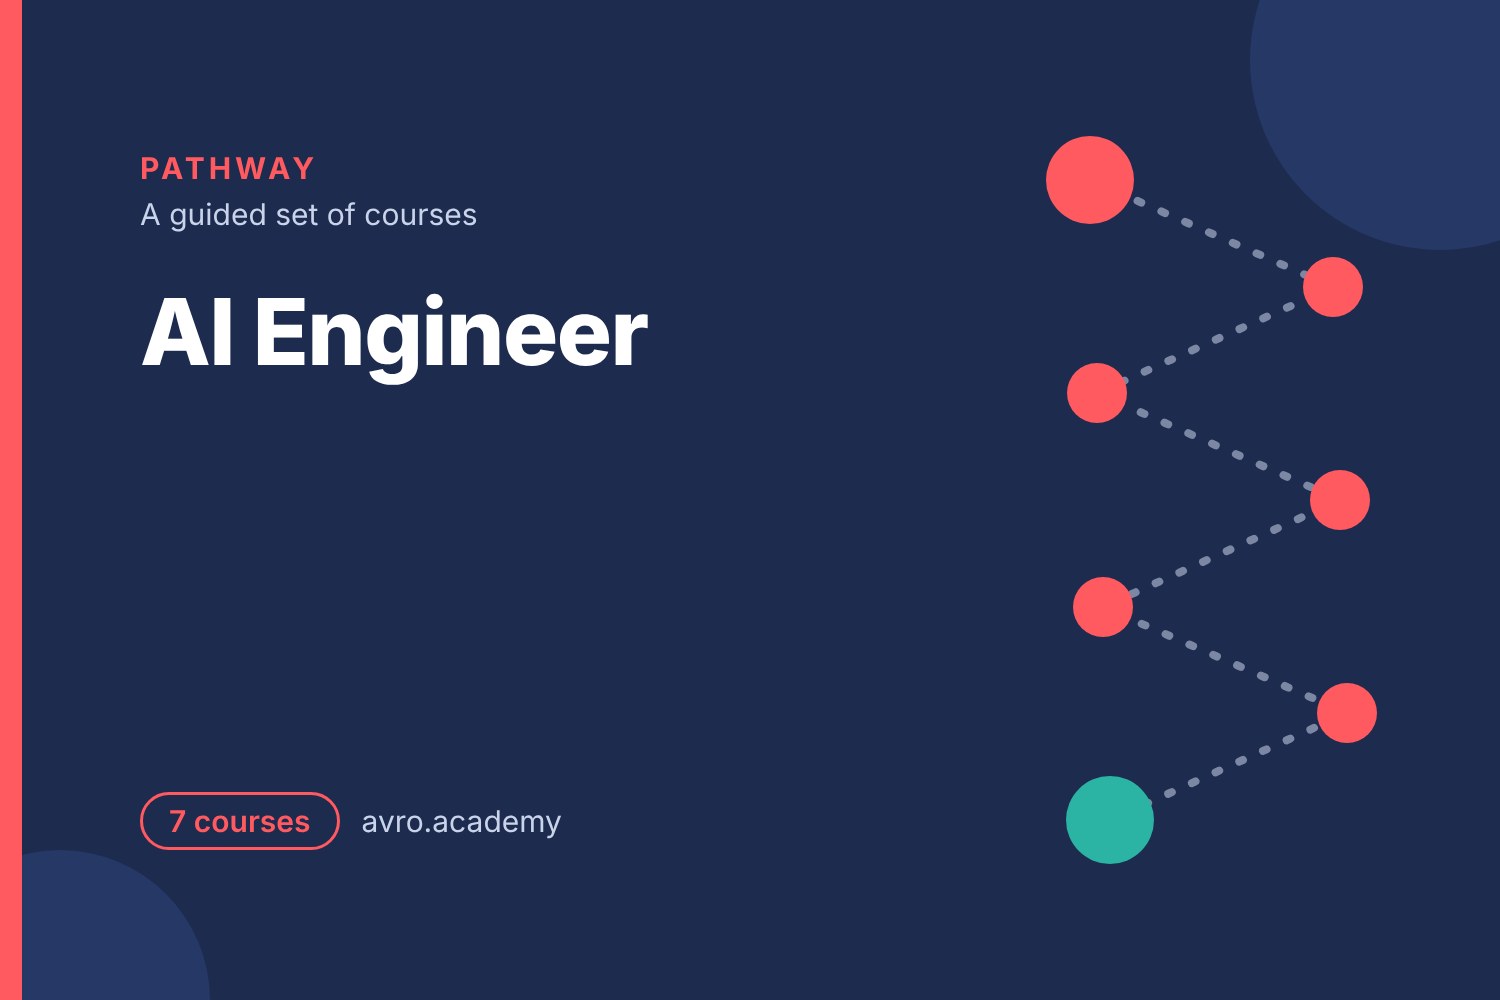 PATHWAY
A guided set of courses
AI Engineer
7 courses
avro.academy